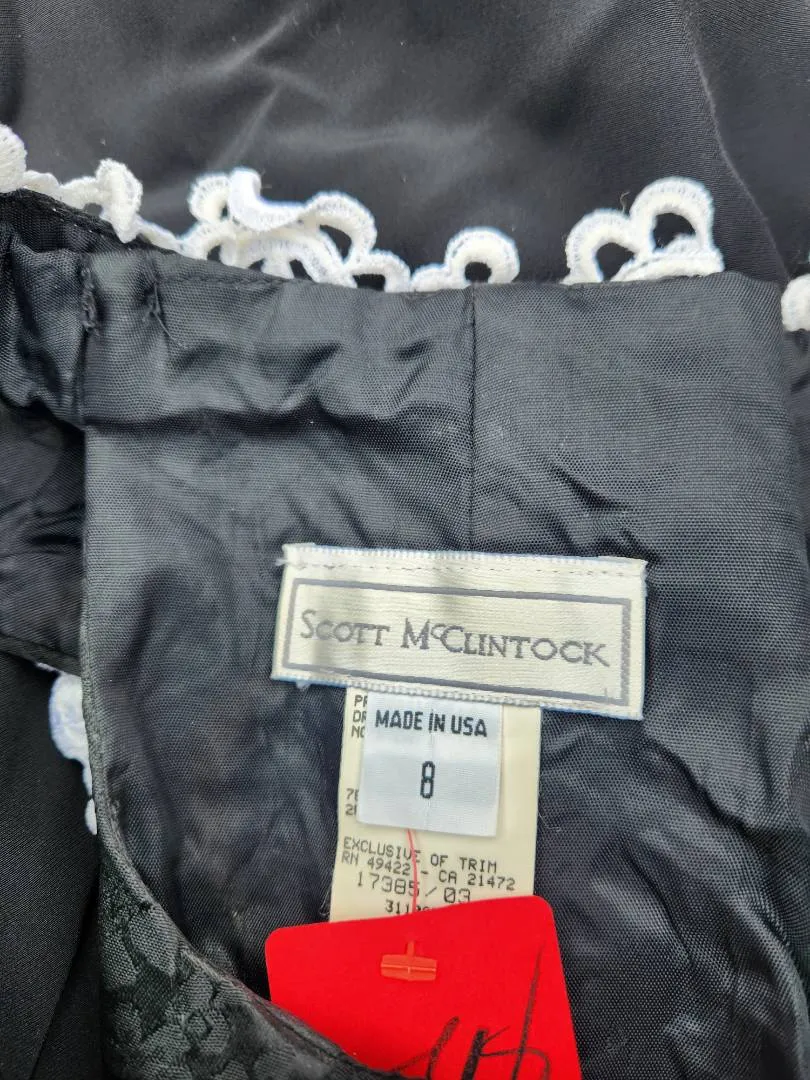 SCOTT McCLINTOCK
MADE IN USA
8
EXCLUSIVE OF TRIM
RN 49422 - CA 21472
17385/03